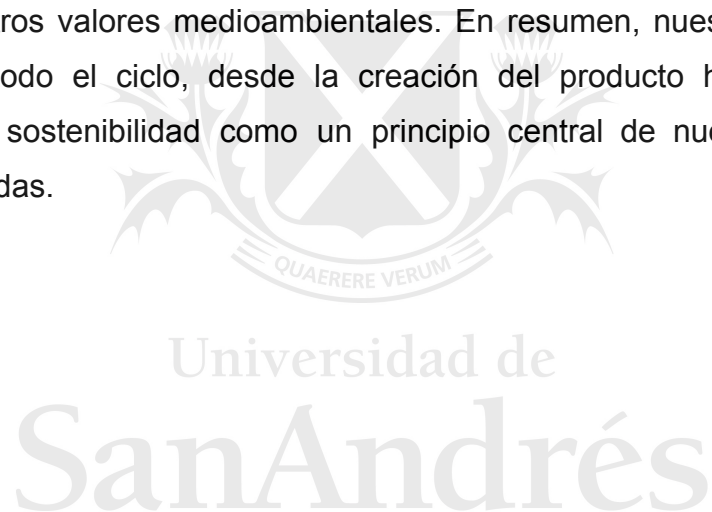 ros valores medioambientales. En resumen, nues
odo el ciclo, desde la creación del producto h
sostenibilidad como un principio central de nue
das.
QUAERERE VERUM
Universidad de
SanAndrés